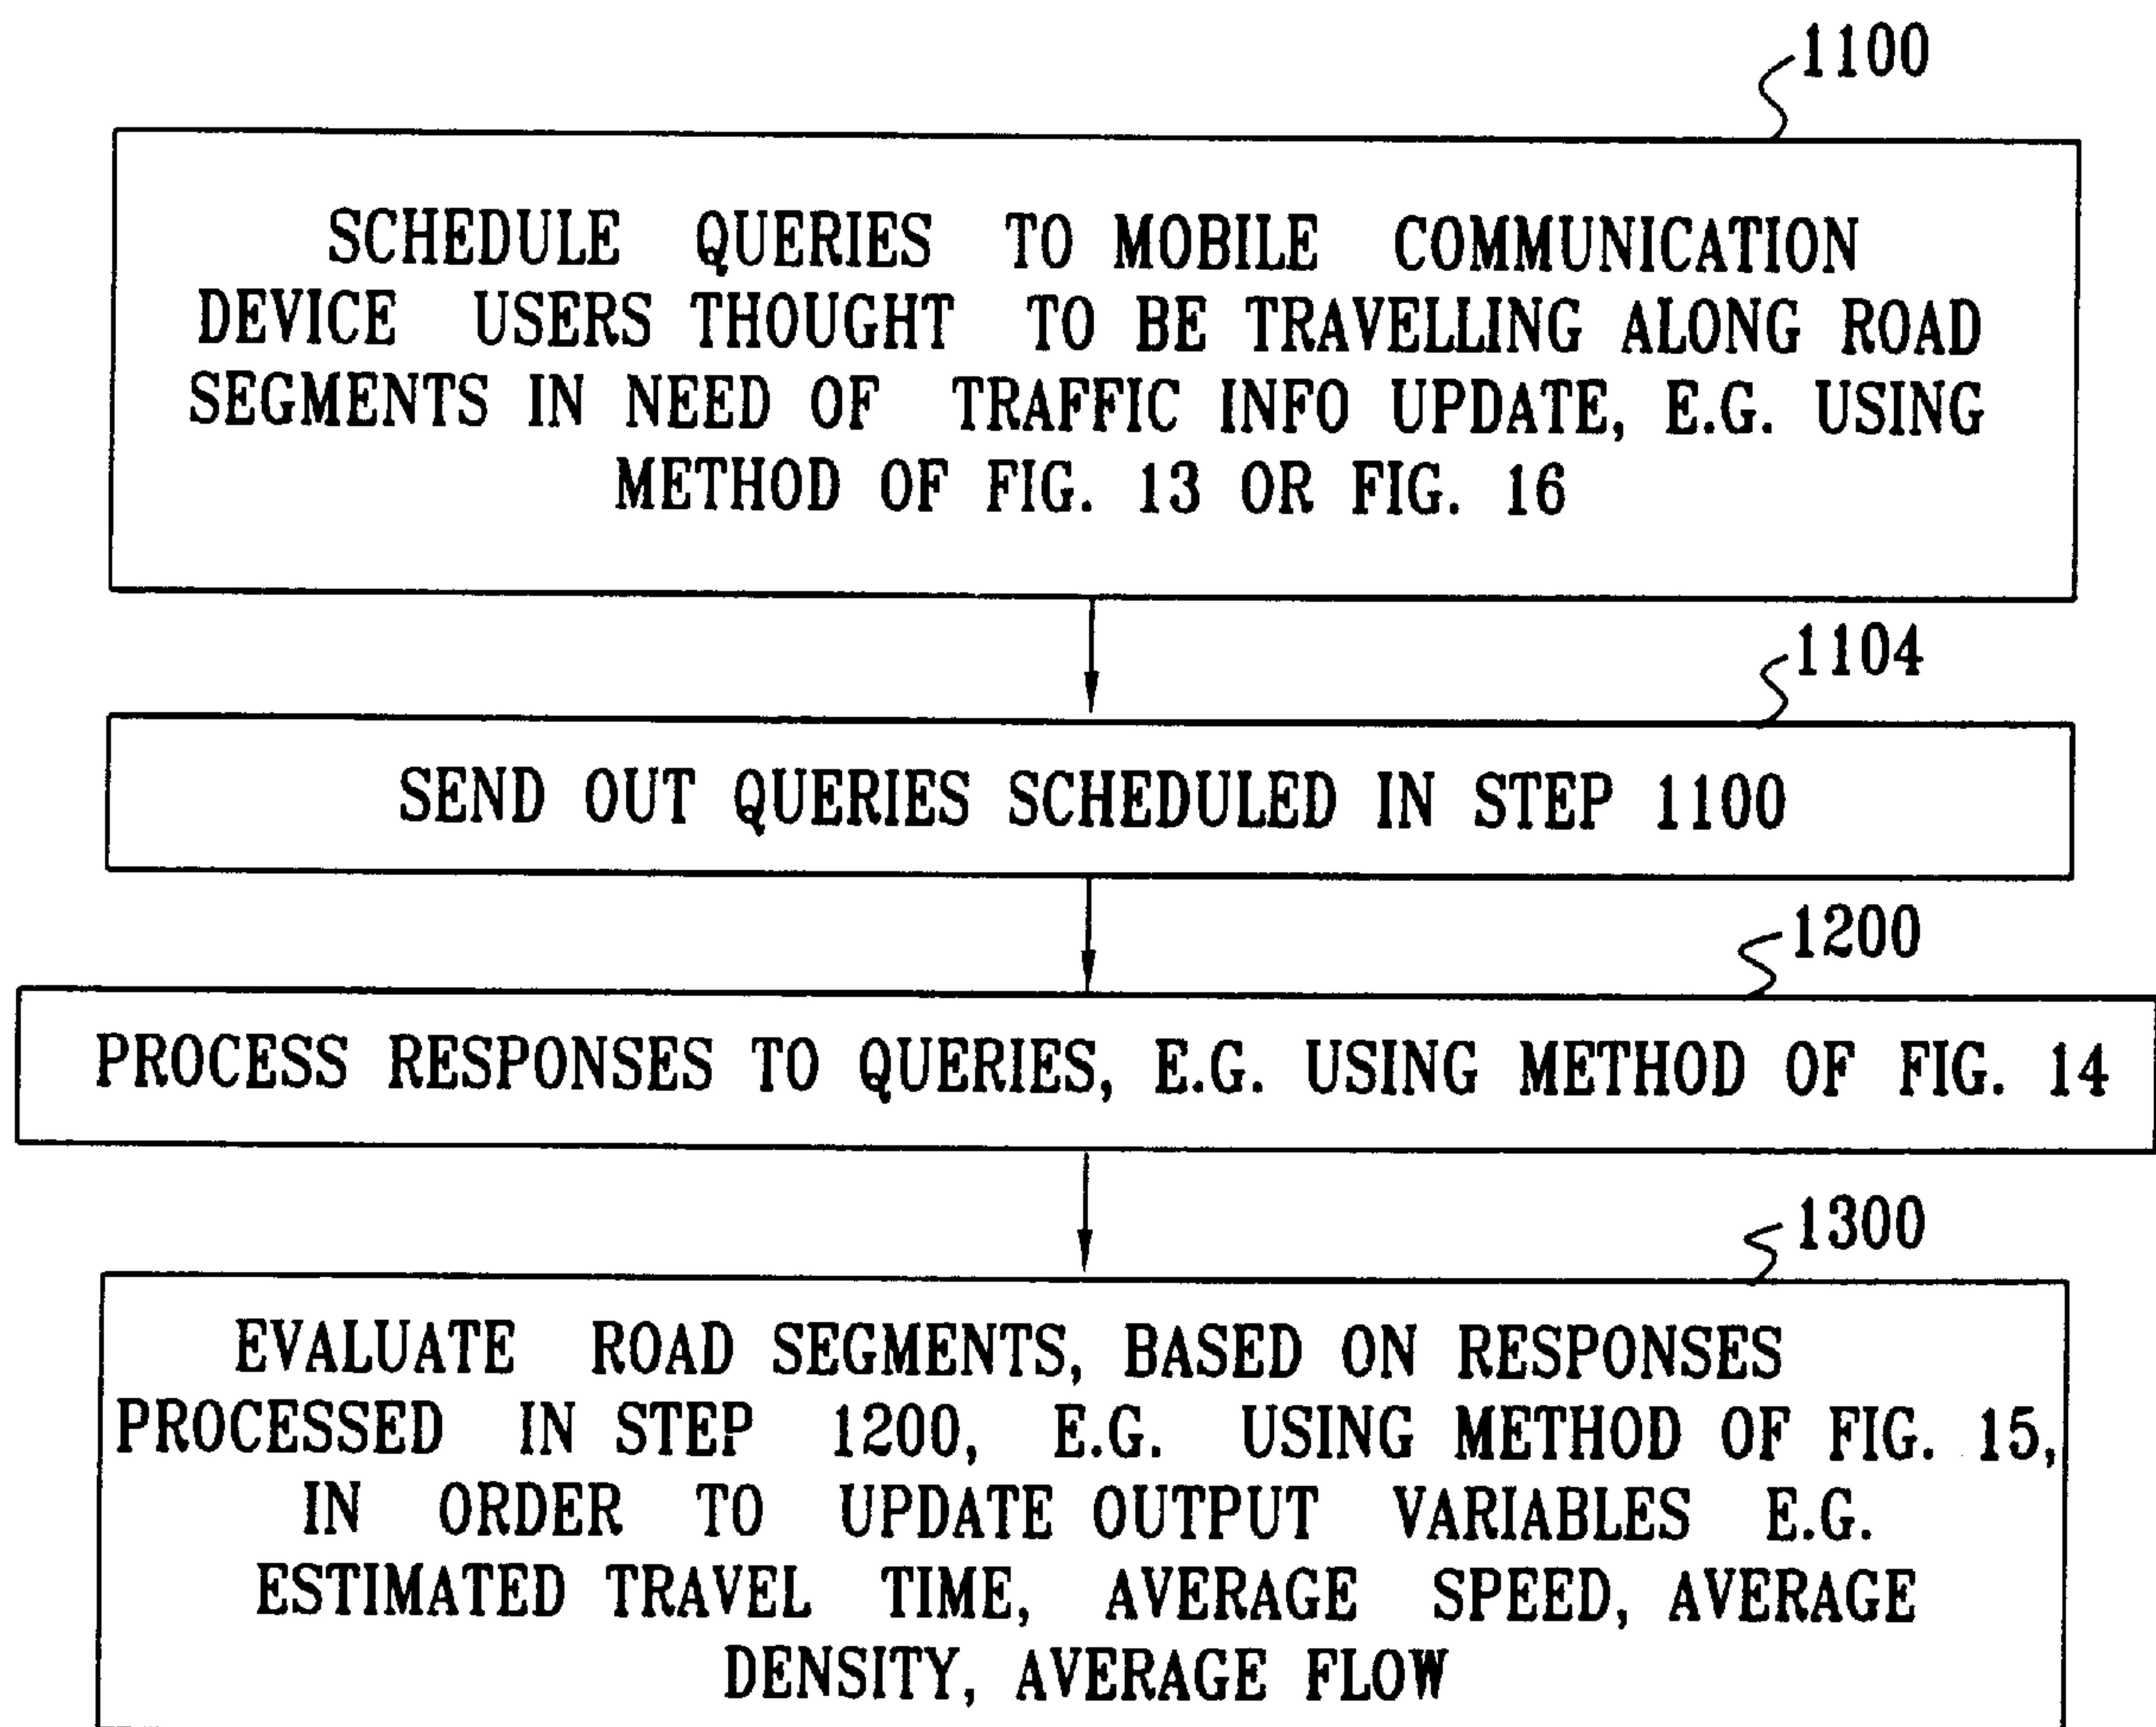 1100
SCHEDULE QUERIES TO MOBILE COMMUNICATION
DEVICE USERS THOUGHT TO BE TRAVELLING ALONG ROAD
SEGMENTS IN NEED OF TRAFFIC INFO UPDATE, E.G. USING
METHOD OF FIG. 13 OR FIG. 16
1104
SEND OUT QUERIES SCHEDULED IN STEP 1100
1200
PROCESS RESPONSES TO QUERIES, E.G. USING METHOD OF FIG. 14
1300
EVALUATE ROAD SEGMENTS, BASED ON RESPONSES
PROCESSED IN STEP 1200, E.G. USING METHOD OF FIG. 15,
IN ORDER TO UPDATE OUTPUT VARIABLES E.G.
ESTIMATED TRAVEL TIME, AVERAGE SPEED, AVERAGE
DENSITY, AVERAGE FLOW